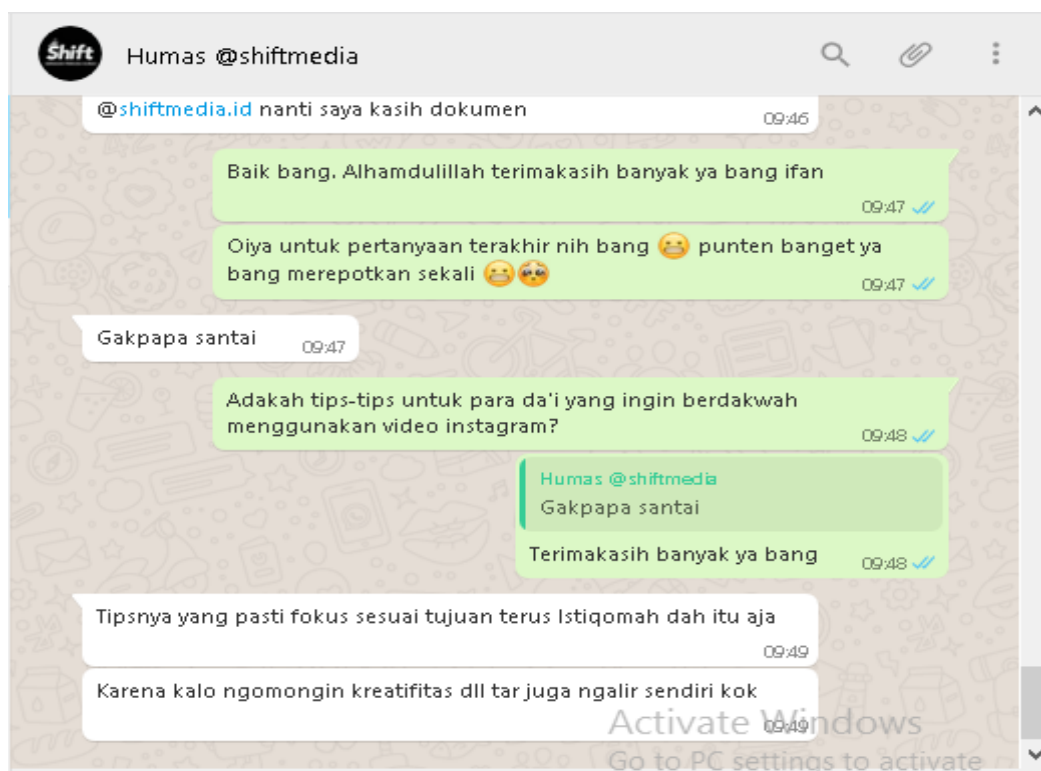 Shift
Humas @shiftmedia
@shiftmedia.id nanti saya kasih dokumen
09:46
Baik bang. Alhamdulillah terimakasih banyak ya bang ifan
09:47
Oiya untuk pertanyaan terakhir nih bang 😬 punten banget ya
bang merepotkan sekali 😬🥺
09:47
Gakpapa santai
09:47
Adakah tips-tips untuk para da'i yang ingin berdakwah
menggunakan video instagram?
09:48
Humas @shiftmedia
Gakpapa santai
Terimakasih banyak ya bang
09:48
Tipsnya yang pasti fokus sesuai tujuan terus Istiqomah dah itu aja
09:49
Karena kalo ngomongin kreatifitas dll tar juga ngalir sendiri kok
09:49
Activate Windows
Go to PC settings to activate